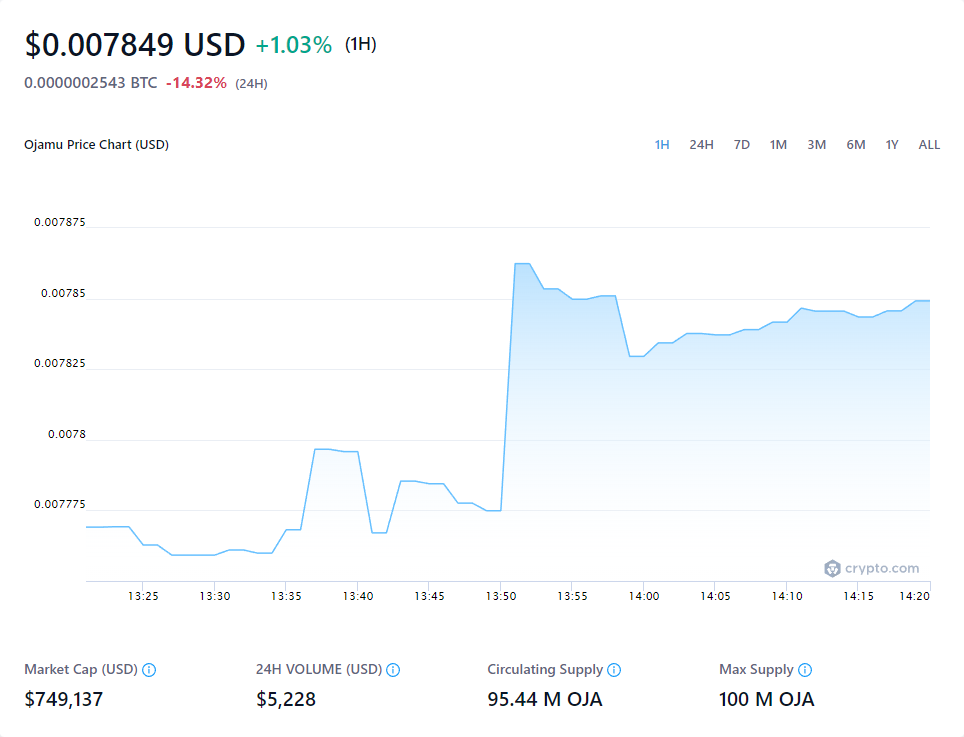 $0.007849 USD +1.03% (1H)
0.0000002543 BTC -14.32% (24H)
Ojamu Price Chart (USD) 1H 24H 7D 1M 3M 6M 1Y ALL
0.007875
0.00785
0.007825
0.0078
0.007775
crypto.com
13:25 13:30 13:35 13:40 13:45 13:50 13:55 14:00 14:05 14:10 14:15 14:20
Market Cap (USD) 24H VOLUME (USD) Circulating Supply Max Supply
$749,137 $5,228 95.44 M OJA 100 M OJA